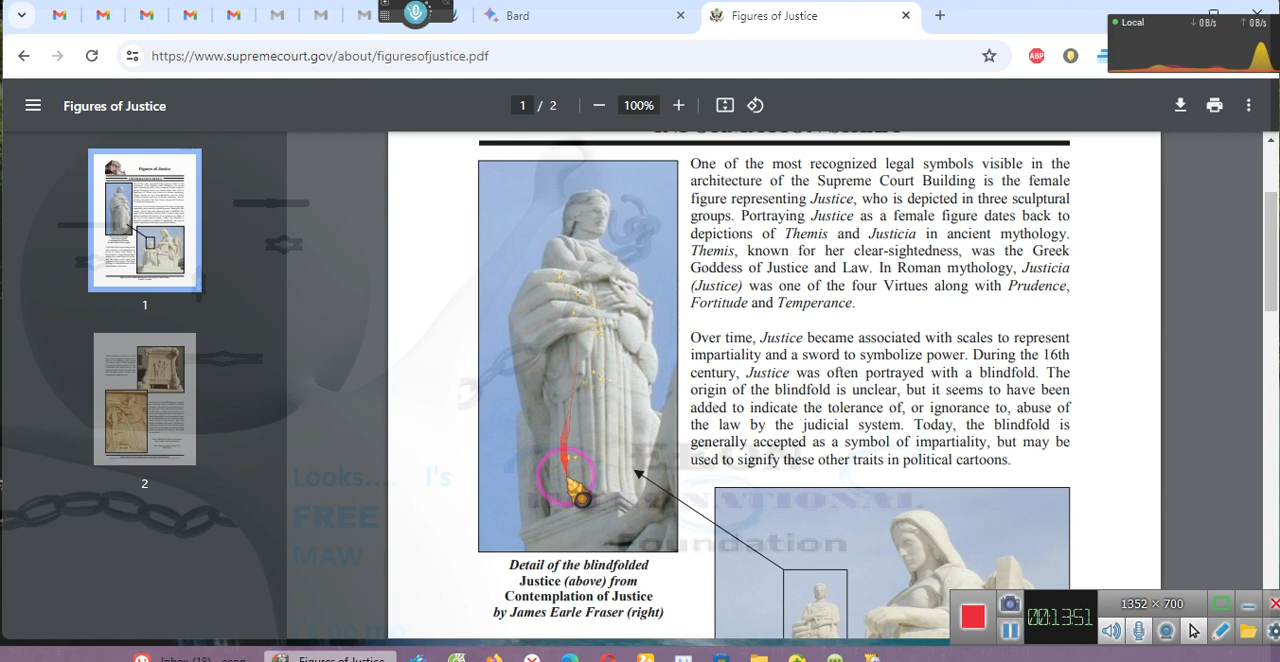 Bard
Figures of Justice
Local
0 B/s
0 B/s
https://www.supremecourt.gov/about/figuresofjustice.pdf
ABP
Figures of Justice
1 / 2
100%
INFORMATION SHEET
One of the most recognized legal symbols visible in the
architecture of the Supreme Court Building is the female
figure representing Justice, who is depicted in three sculptural
groups. Portraying Justice as a female figure dates back to
depictions of Themis and Justicia in ancient mythology.
Themis, known for her clear-sightedness, was the Greek
Goddess of Justice and Law. In Roman mythology, Justicia
(Justice) was one of the four Virtues along with Prudence,
Fortitude and Temperance.
Over time, Justice became associated with scales to represent
impartiality and a sword to symbolize power. During the 16th
century, Justice was often portrayed with a blindfold. The
origin of the blindfold is unclear, but it seems to have been
added to indicate the tolerance of, or ignorance to, abuse of
the law by the judicial system. Today, the blindfold is
generally accepted as a symbol of impartiality, but may be
used to signify these other traits in political cartoons.
Detail of the blindfolded
Justice (above) from
Contemplation of Justice
by James Earle Fraser (right)
Figures of Justice
1
2
Looks.... I's
FREE
MAW
Foundation
00:13:51
1352 × 700
Figures of Justice